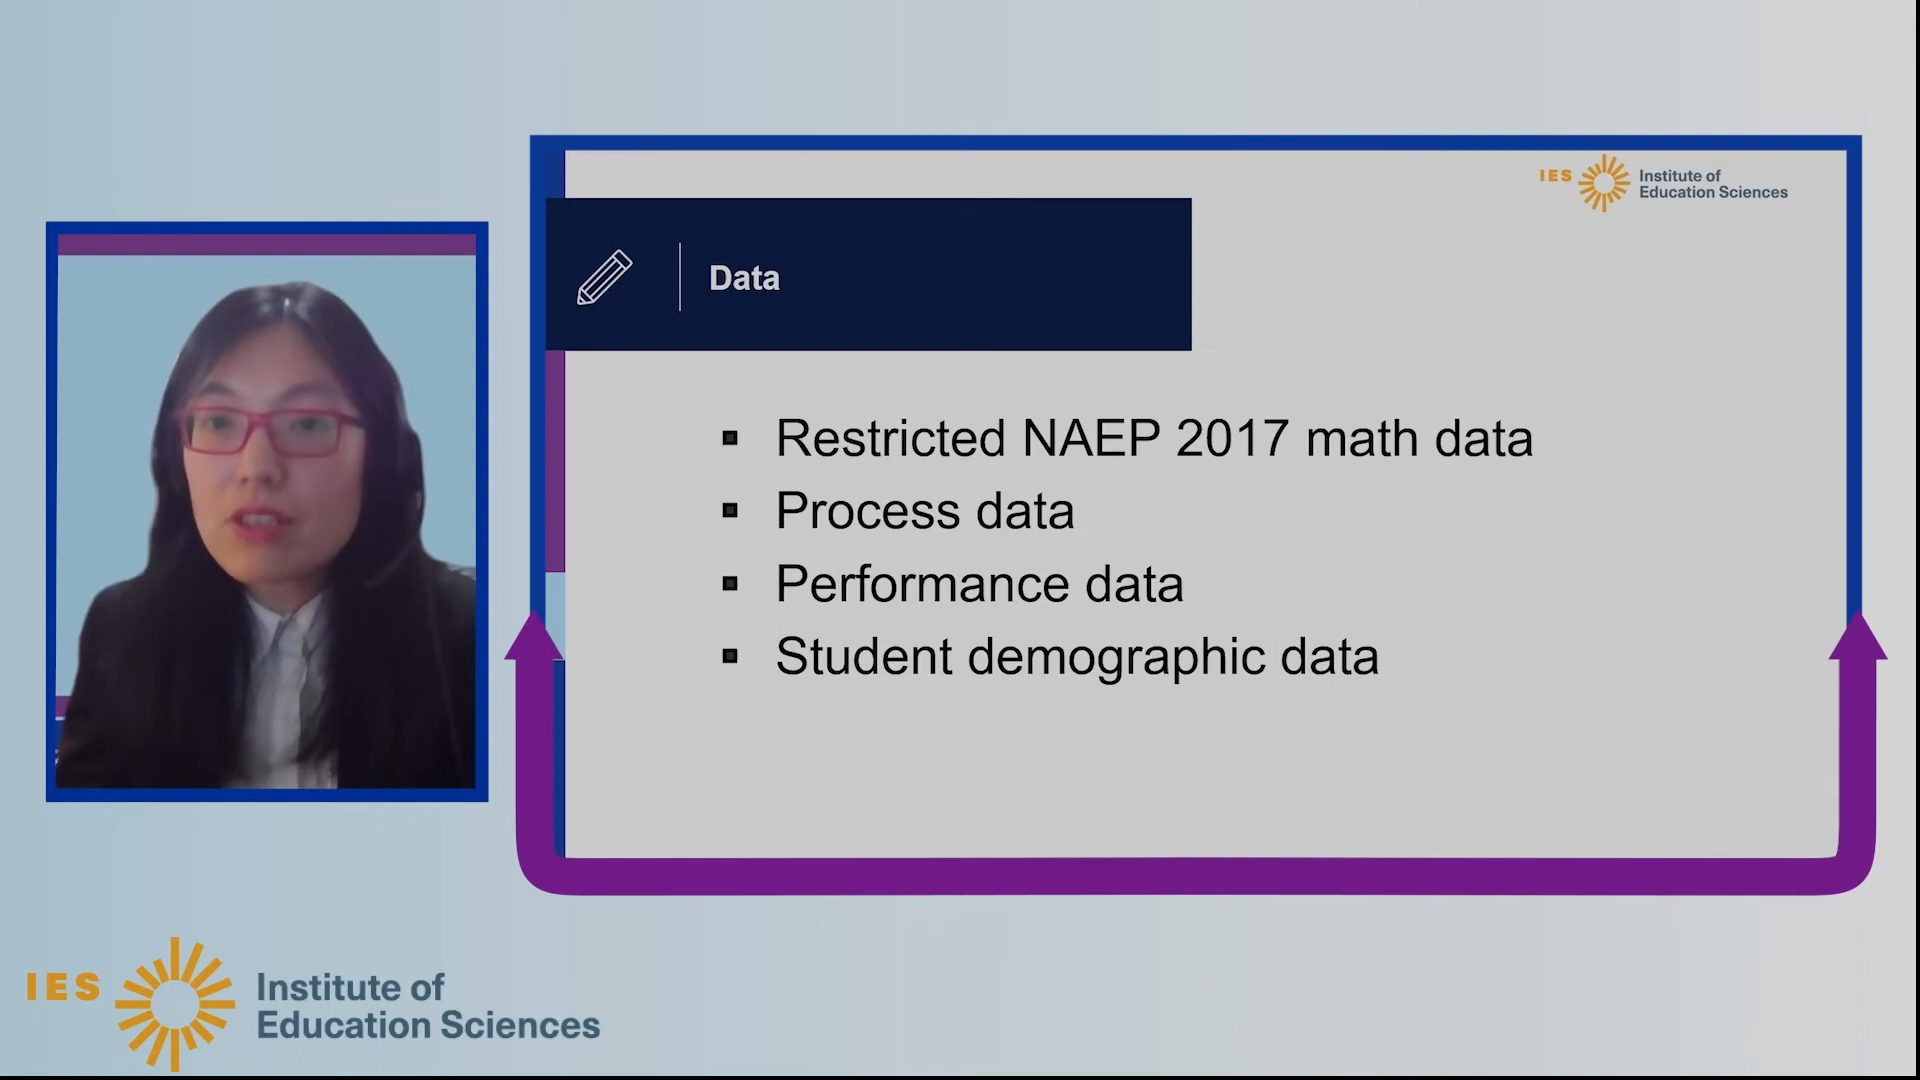 IES
Institute of
Education Sciences
Data
▪ Restricted NAEP 2017 math data
▪ Process data
▪ Performance data
▪ Student demographic data
IES
Institute of
Education Sciences